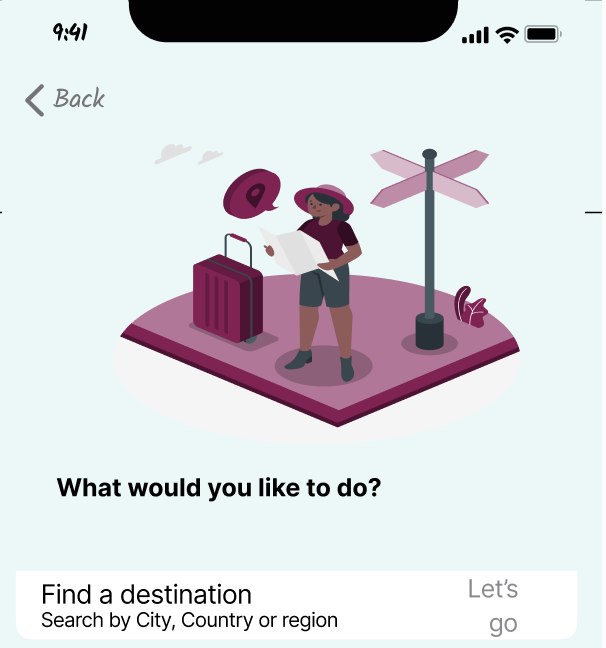 9:41
Back
What would you like to do?
Find a destination
Let's
Search by City, Country or region
go